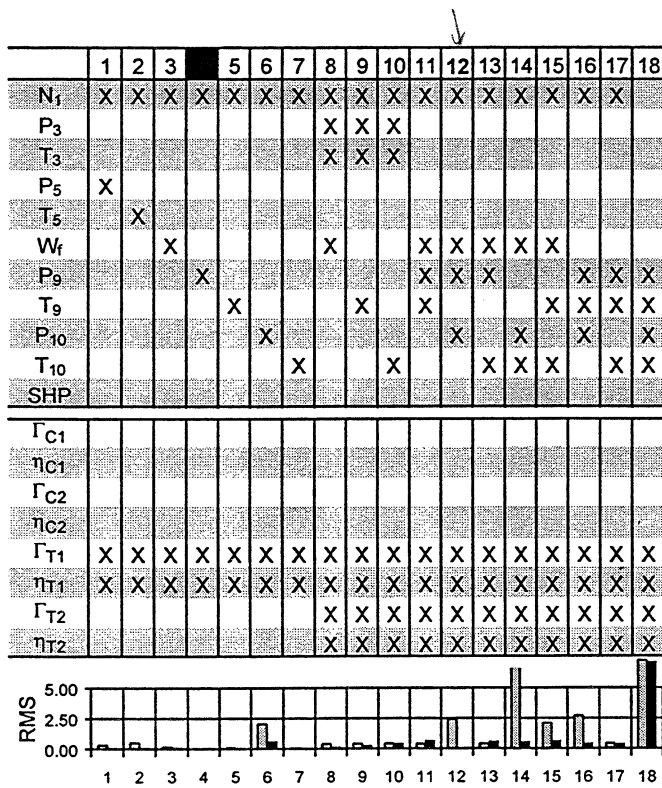 1 2 3 5 6 7 8 9 10 11 12 13 14 15 16 17 18
N1 X X X X X X X X X X X X X X X X X
P3 X X X
T3 X X X
P5 X
T5 X
Wf X X X X X X X
P9 X X X X X X X
T9 X X X X X X X
P10 X X X X X
T10 X X X X X X X
SHP
ΓC1
ηC1
ΓC2
ηC2
ΓT1 X X X X X X X X X X X X X X X X X X
ηT1 X X X X X X X X X X X X X X X X X X
ΓT2 X X X X X X X X X X X
ηT2 X X X X X X X X X X X
RMS
5.00
2.50
0.00
1 2 3 4 5 6 7 8 9 10 11 12 13 14 15 16 17 18